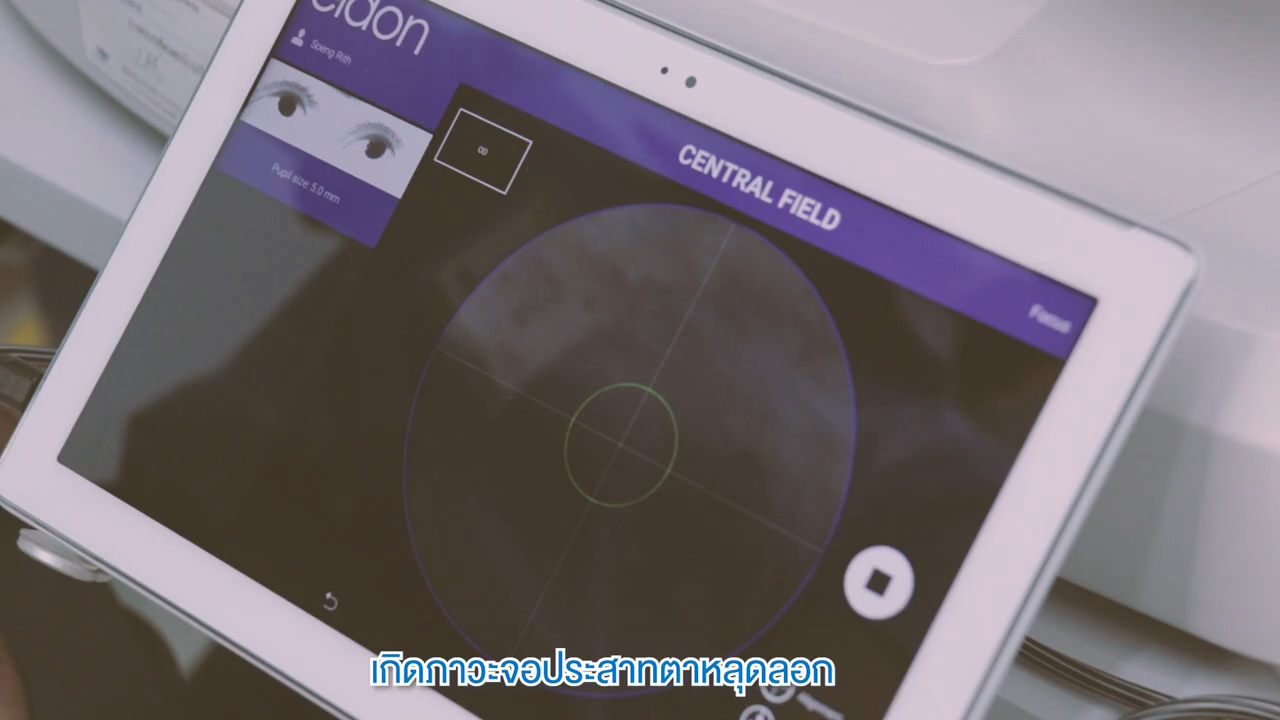 eidon
Soeng Rith
Pupil size: 5.0 mm
OD
CENTRAL FIELD
Focus
เกิดภาวะจอประสาทตาหลุดลอก